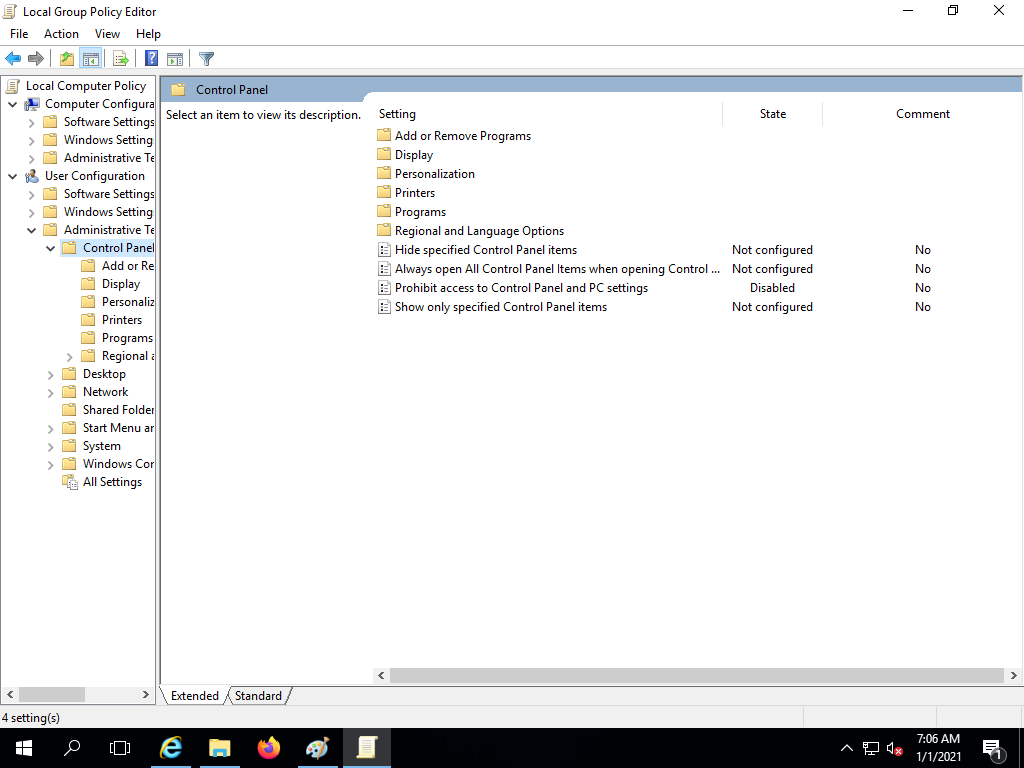 Local Group Policy Editor
File Action View Help
Local Computer Policy
Computer Configura
Software Settings
Windows Setting
Administrative Te
User Configuration
Software Settings
Windows Setting
Administrative Te
Control Panel
Add or Re
Display
Personaliz
Printers
Programs
Regional a
Desktop
Network
Shared Folder
Start Menu ar
System
Windows Cor
All Settings
Control Panel
Select an item to view its description.
Setting State Comment
Add or Remove Programs
Display
Personalization
Printers
Programs
Regional and Language Options
Hide specified Control Panel items Not configured No
Always open All Control Panel Items when opening Control ... Not configured No
Prohibit access to Control Panel and PC settings Disabled No
Show only specified Control Panel items Not configured No
Extended Standard
4 setting(s)
7:06 AM
1/1/2021
1